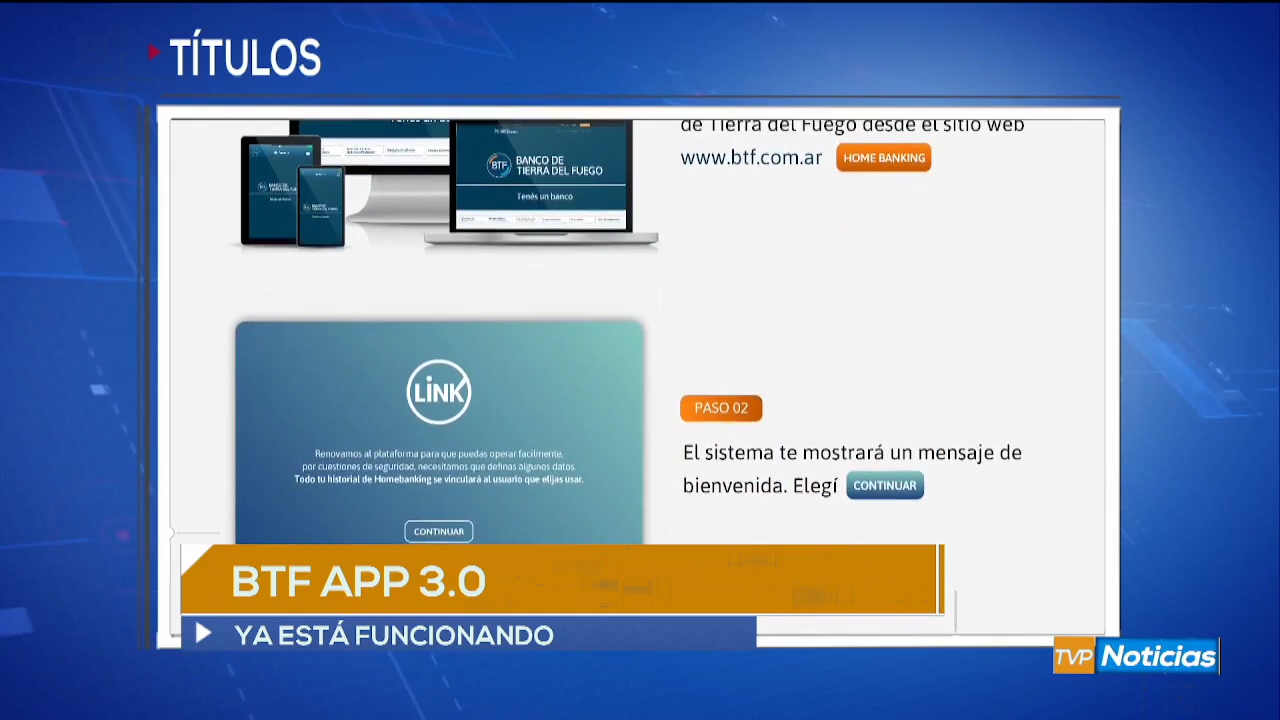 TÍTULOS
de Tierra del Fuego desde el sitio web
www.btf.com.ar HOME BANKING
BTF BANCO DE
TIERRA DEL FUEGO
Tenés un banco
LINK
Renovamos al plataforma para que puedas operar facilmente,
por cuestiones de seguridad, necesitamos que definas algunos datos.
Todo tu historial de Homebanking se vinculará al usuario que elijas usar.
CONTINUAR
PASO 02
El sistema te mostrará un mensaje de
bienvenida. Elegí CONTINUAR
BTF APP 3.0
YA ESTÁ FUNCIONANDO
TVP Noticias